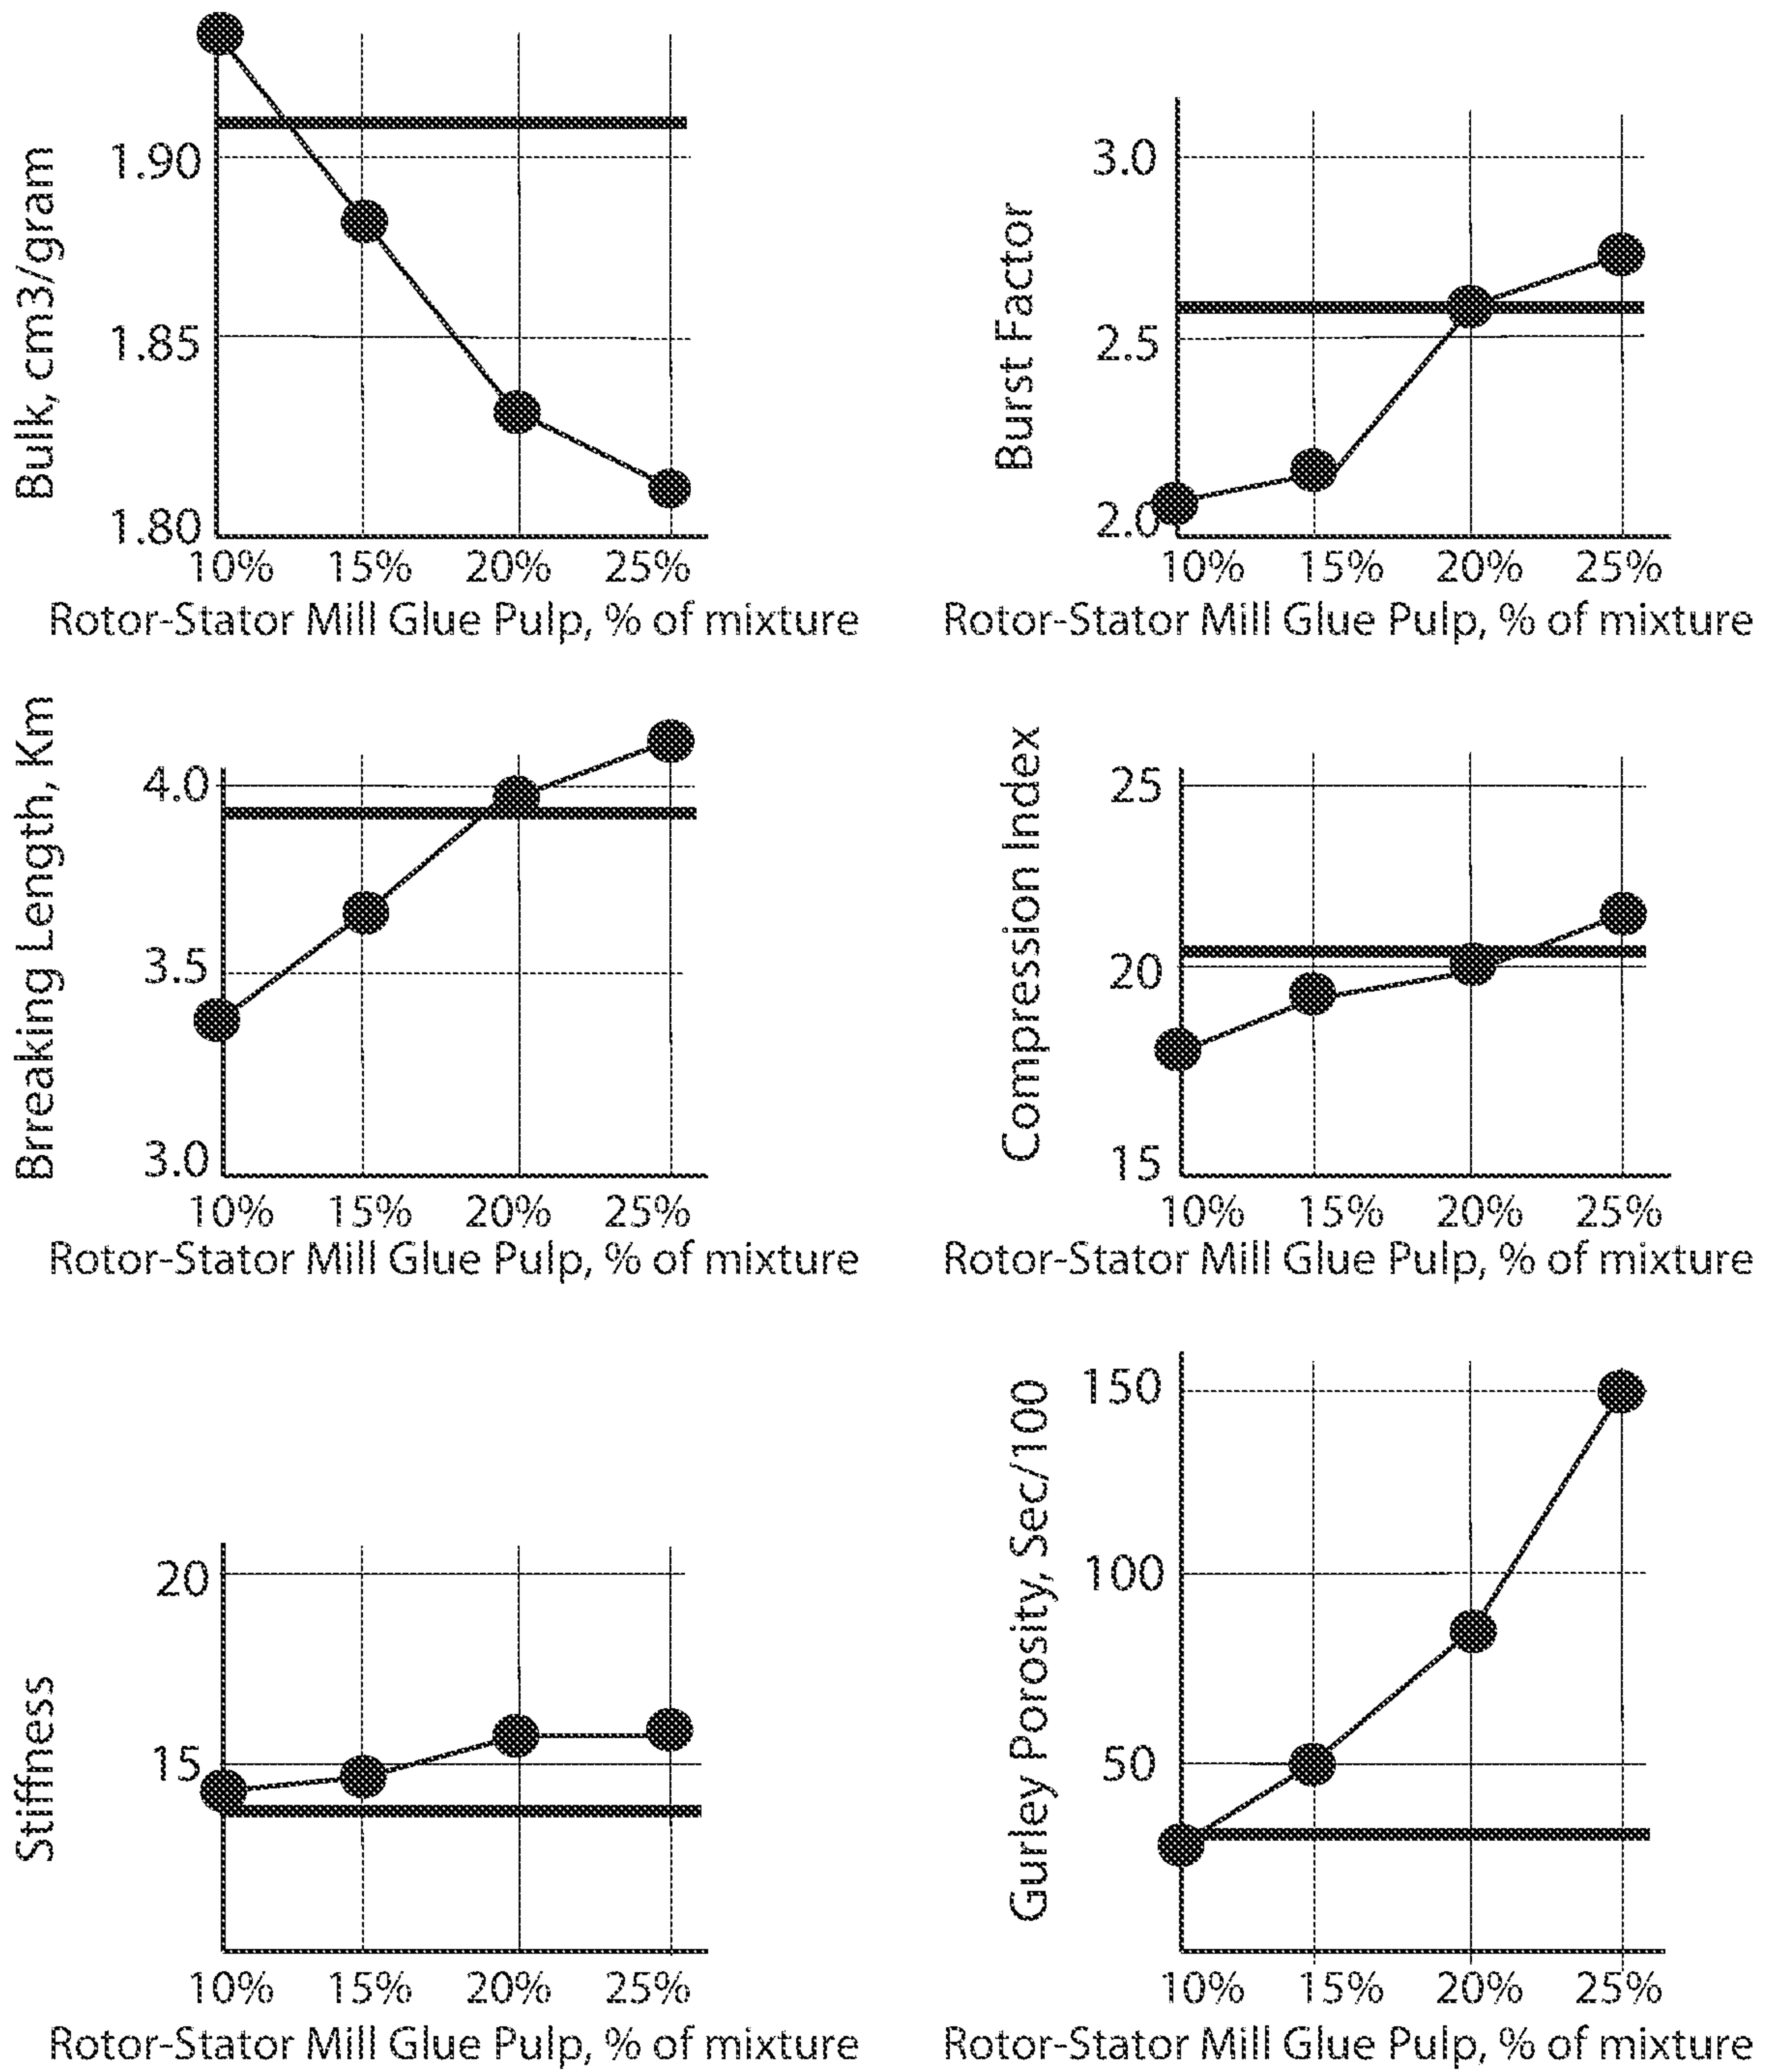 Bulk, cm3/gram
1.90
1.85
1.80
10% 15% 20% 25%
Rotor-Stator Mill Glue Pulp, % of mixture
Burst Factor
3.0
2.5
2.0
10% 15% 20% 25%
Rotor-Stator Mill Glue Pulp, % of mixture
Brreaking Length, Km
4.0
3.5
3.0
10% 15% 20% 25%
Rotor-Stator Mill Glue Pulp, % of mixture
Compression Index
25
20
15
10% 15% 20% 25%
Rotor-Stator Mill Glue Pulp, % of mixture
Stiffness
20
15
10% 15% 20% 25%
Rotor-Stator Mill Glue Pulp, % of mixture
Gurley Porosity, Sec/100
150
100
50
10% 15% 20% 25%
Rotor-Stator Mill Glue Pulp, % of mixture